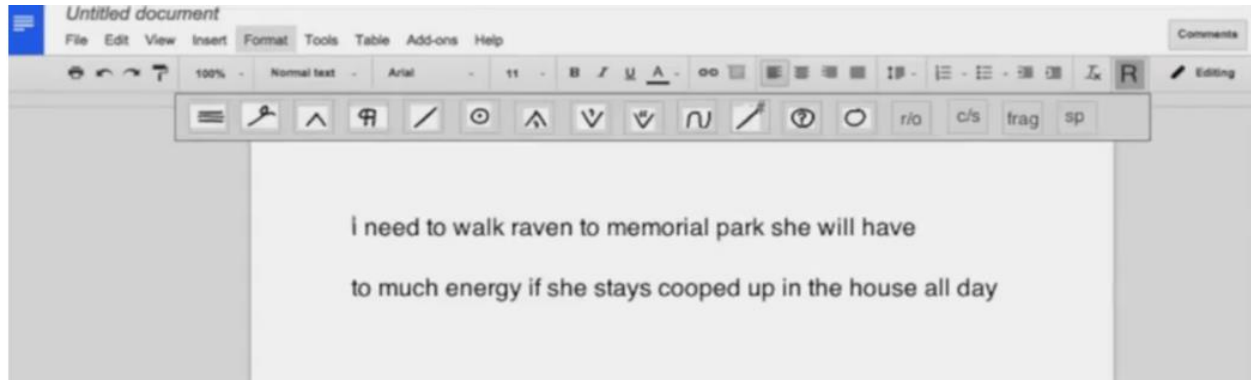 Untitled document
File Edit View Insert Format Tools Table Add-ons Help
Comments
100% Normal text Arial 11 B I U A R Editing
r/o c/s frag sp
i need to walk raven to memorial park she will have
to much energy if she stays cooped up in the house all day